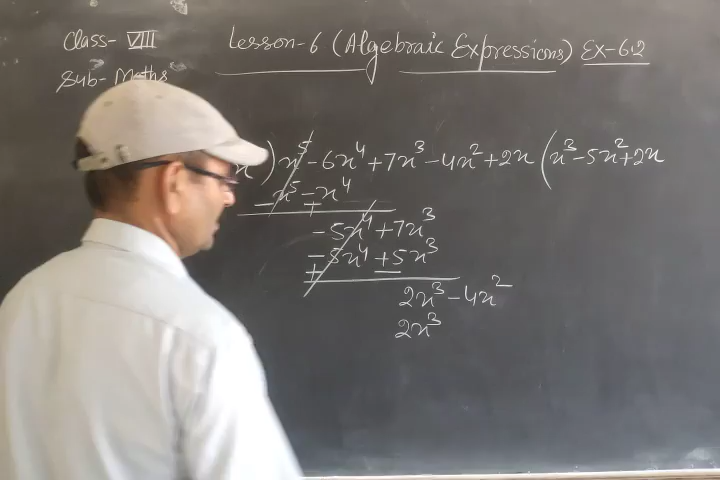 Class- VIII
Lesson-6 (Algebraic Expressions) Ex-6.2
Sub- Maths
x ) x⁵ - 6x⁴ + 7x³ - 4x² + 2x ( x³ - 5x² + 2x
- x⁵ - x⁴
+
- 5x⁴ + 7x³
- 5x⁴ + 5x³
+ -
2x³ - 4x²
2x³